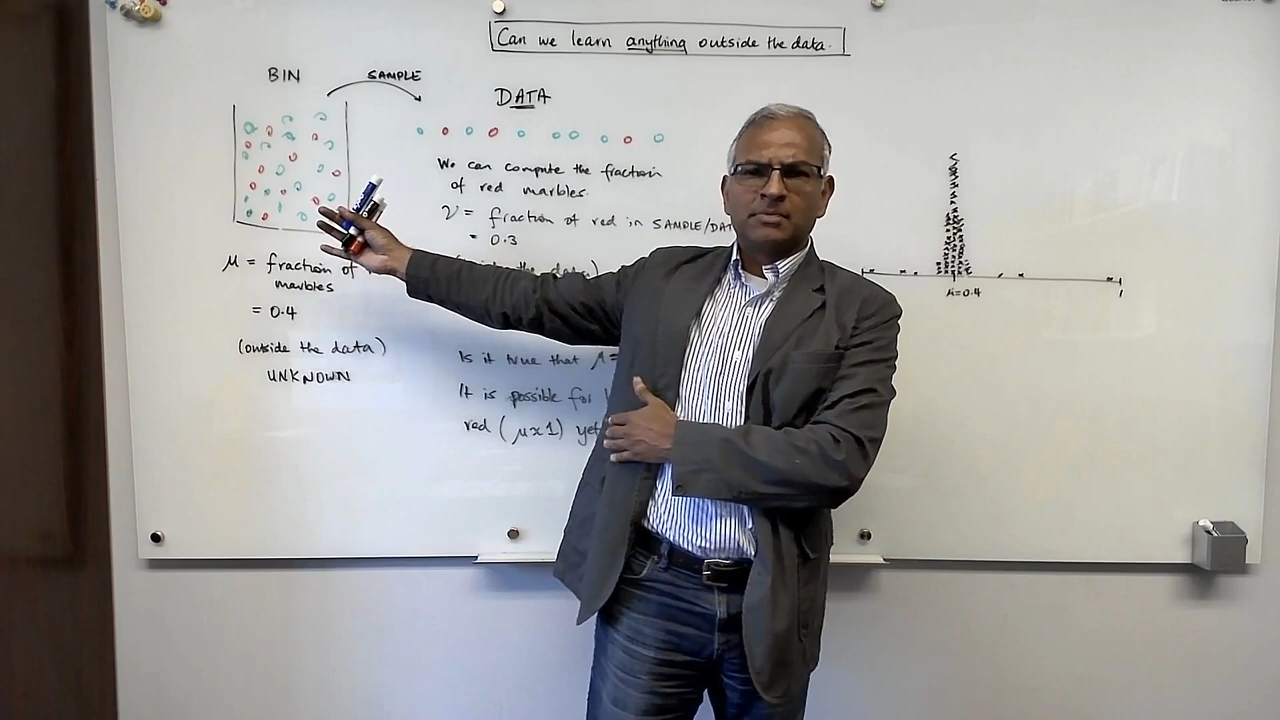 Can we learn anything outside the data.
BIN
SAMPLE
DATA
We can compute the fraction
of red marbles.
ν = fraction of red in SAMPLE/DAT
= 0.3
μ = fraction of
marbles
= 0.4
(outside the data)
UNKNOWN
Is it true that μ =
It is possible for
red (μ≈1) yet
μ=0.4
1